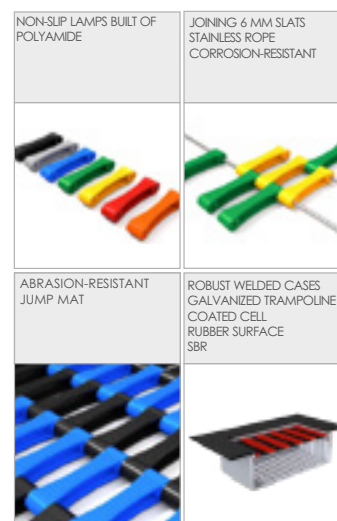 NON-SLIP LAMPS BUILT OF
POLYAMIDE
JOINING 6 MM SLATS
STAINLESS ROPE
CORROSION-RESISTANT
ABRASION-RESISTANT
JUMP MAT
ROBUST WELDED CASES
GALVANIZED TRAMPOLINE
COATED CELL
RUBBER SURFACE
SBR